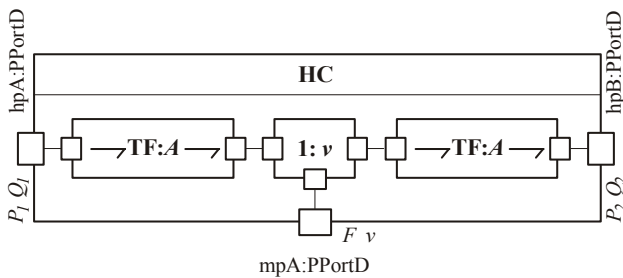 hpA:PPortD
HC
hpB:PPortD
TF:A
1: v
TF:A
P1 Q1
P2 Q2
F v
mpA:PPortD